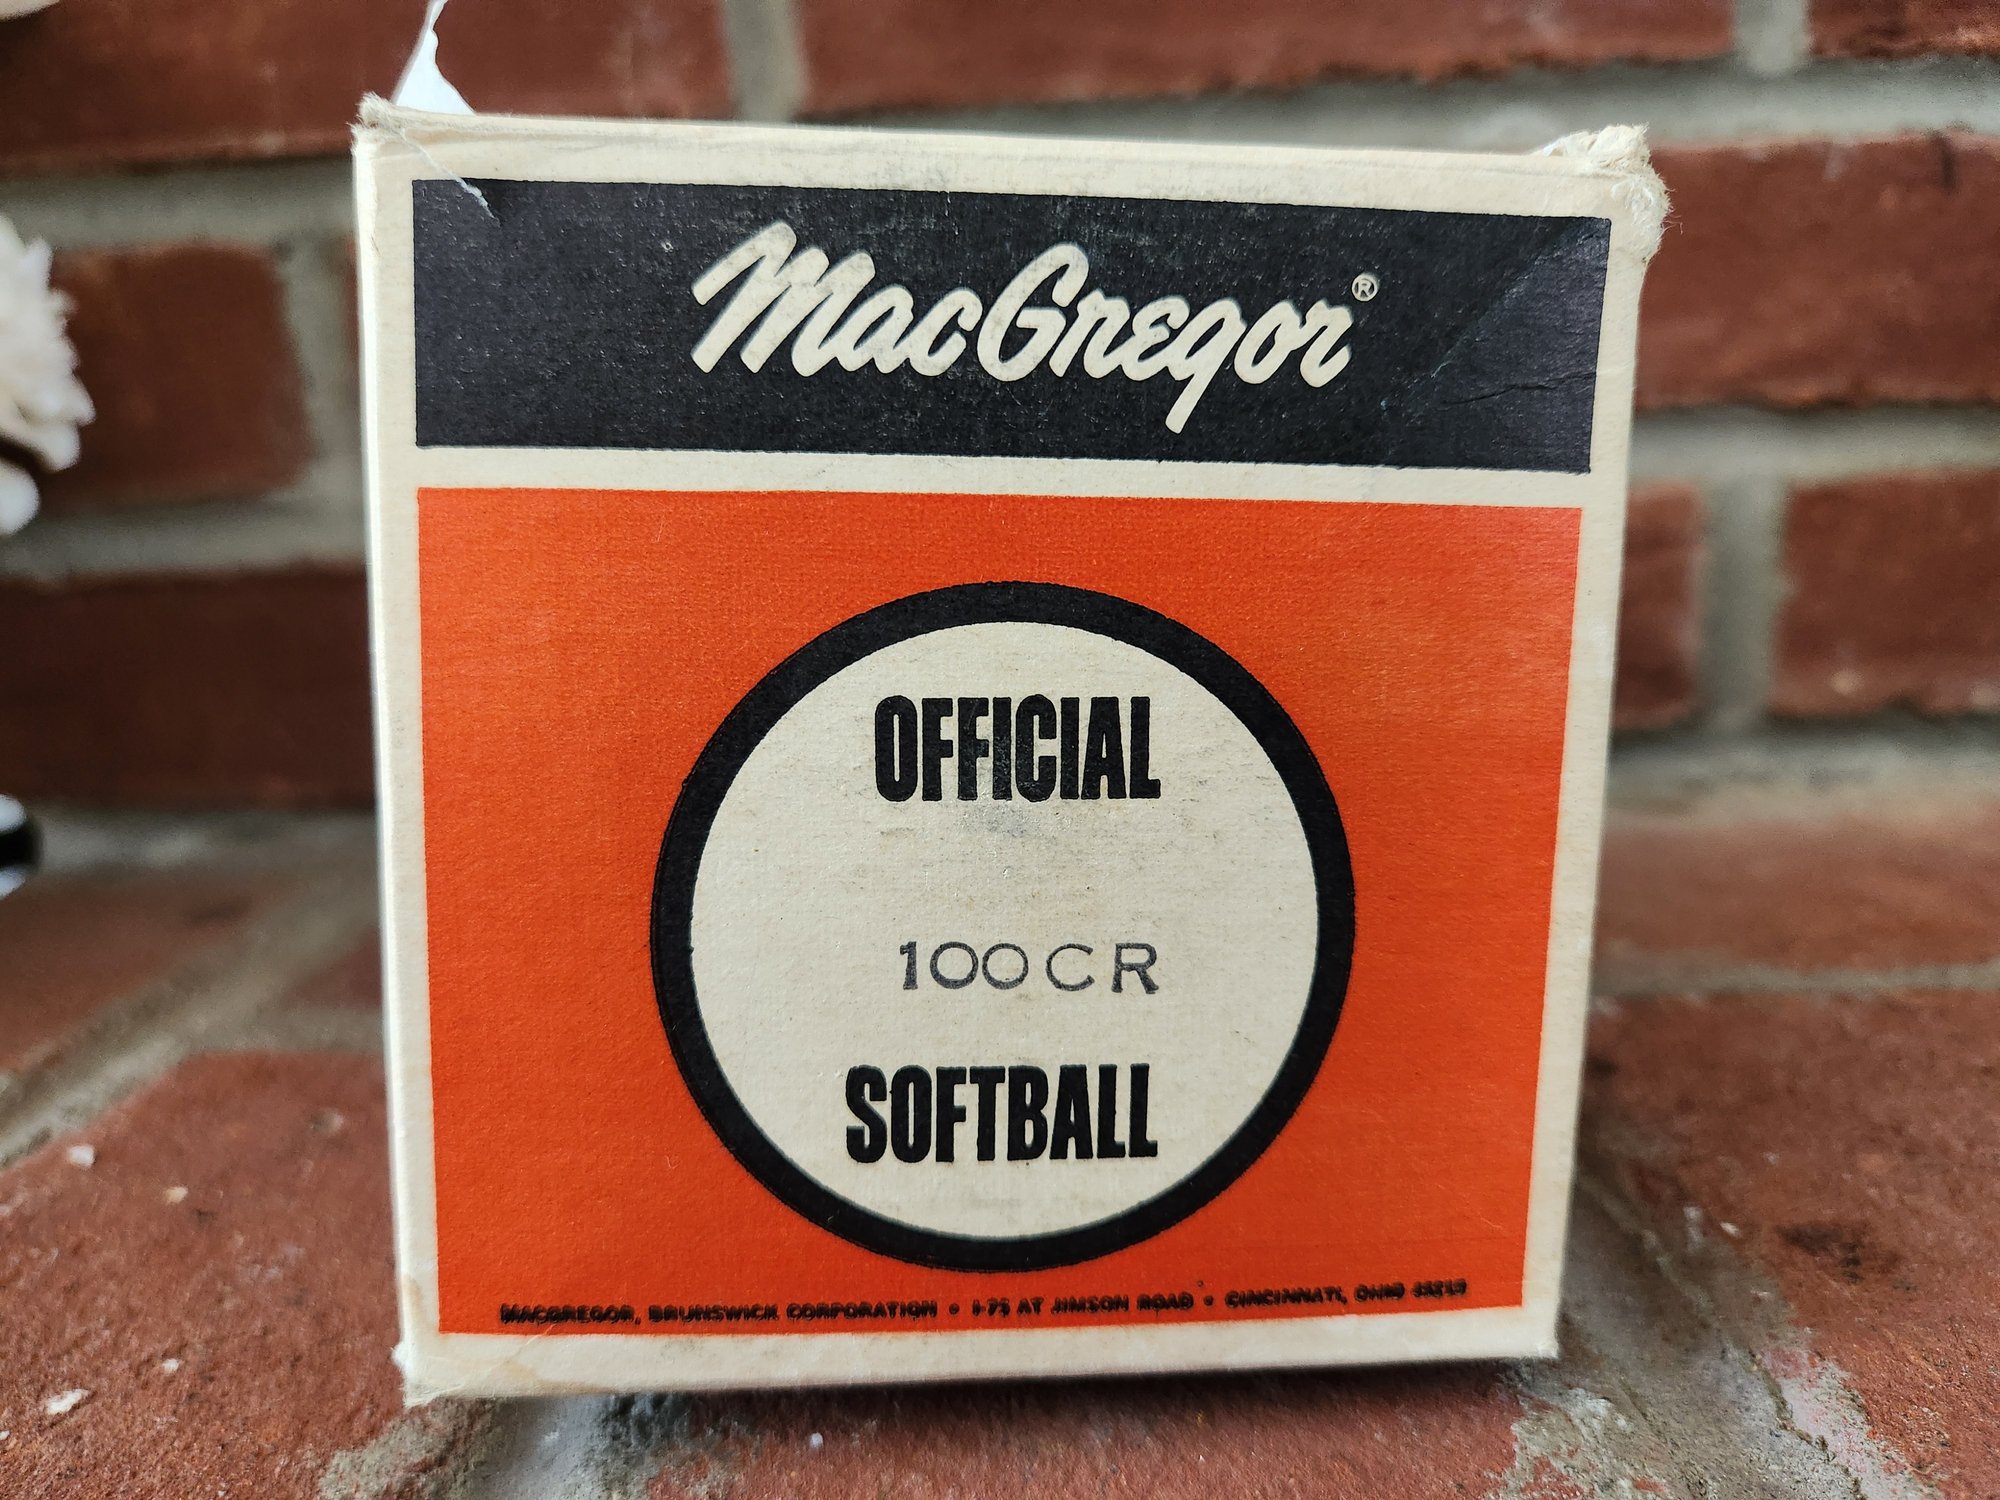 MacGregor®
OFFICIAL
100CR
SOFTBALL
MACGREGOR, BRUNSWICK CORPORATION • I-75 AT JIMSON ROAD • CINCINNATI, OHIO